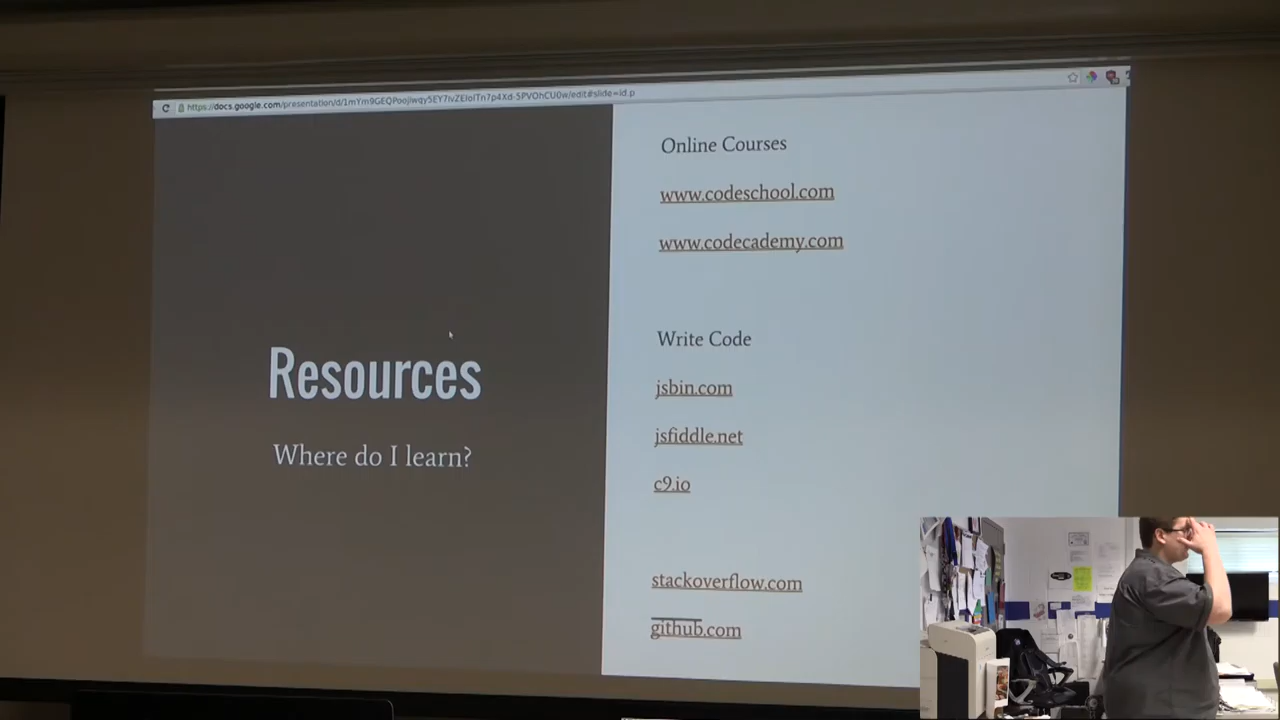 Resources
Where do I learn?
Online Courses
www.codeschool.com
www.codecademy.com
Write Code
jsbin.com
jsfiddle.net
c9.io
stackoverflow.com
github.com